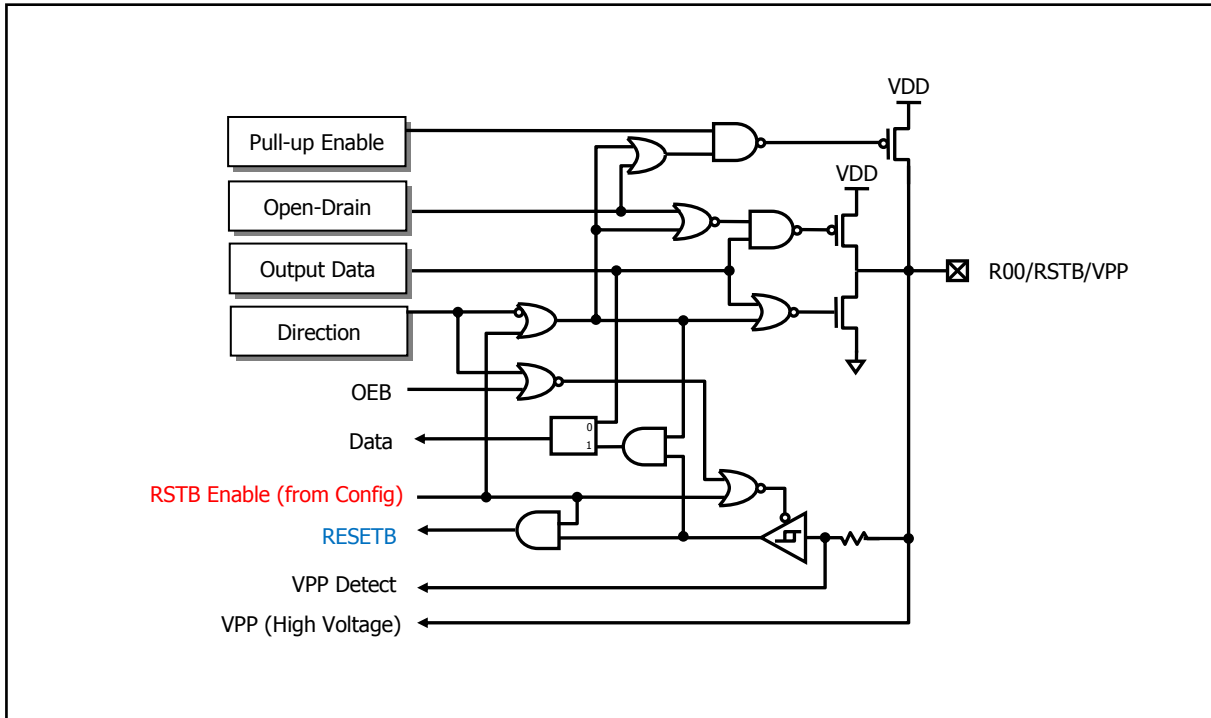 VDD
Pull-up Enable
VDD
Open-Drain
Output Data
R00/RSTB/VPP
Direction
OEB
0
Data
1
RSTB Enable (from Config)
RESETB
VPP Detect
VPP (High Voltage)